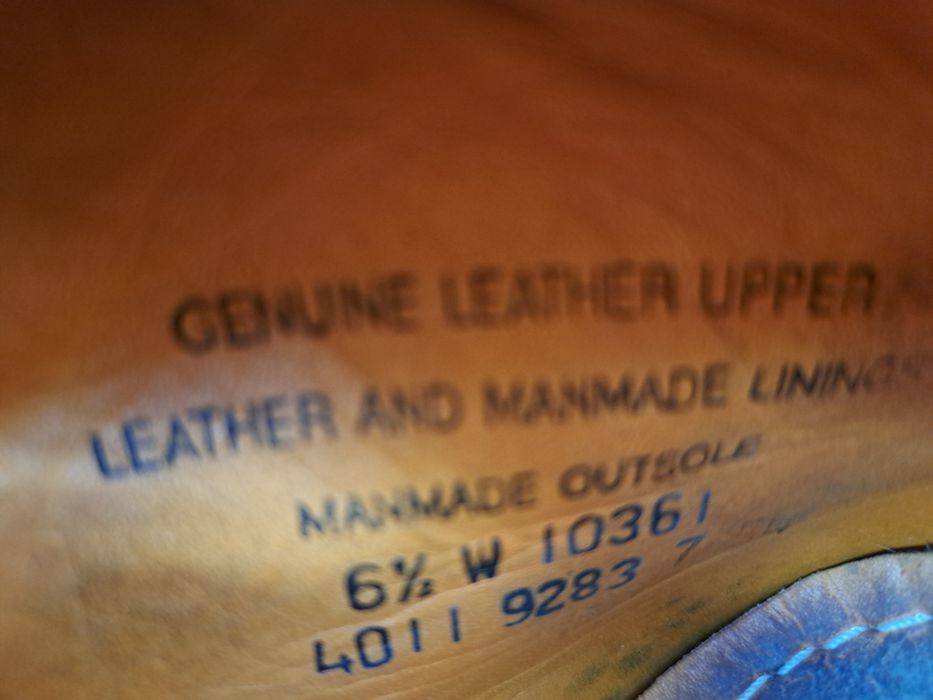 GENUINE LEATHER UPPER
LEATHER AND MANMADE LINING
MANMADE OUTSOLE
6½ W 10361
4011 9283 7